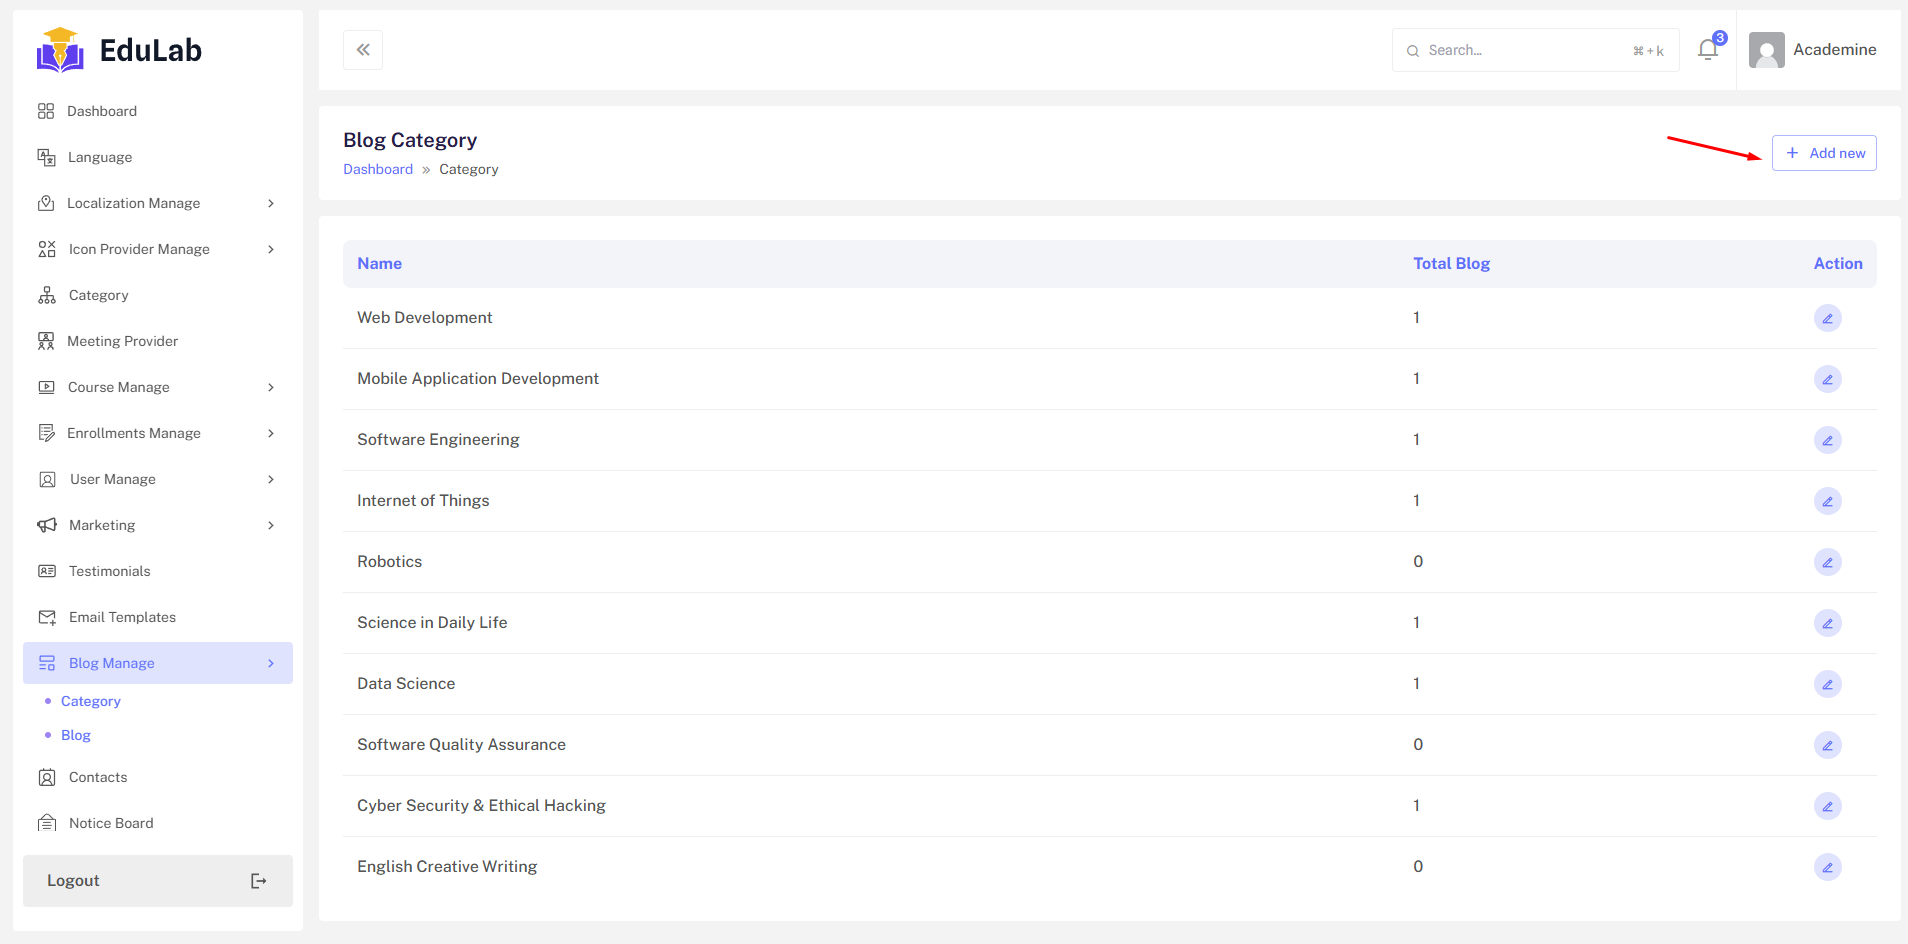 EduLab
Dashboard
Language
Localization Manage
Icon Provider Manage
Category
Meeting Provider
Course Manage
Enrollments Manage
User Manage
Marketing
Testimonials
Email Templates
Blog Manage
Category
Blog
Contacts
Notice Board
Logout
Search... ⌘ + k
3
Academine
Blog Category
Dashboard » Category
+ Add new
Name Total Blog Action
Web Development 1
Mobile Application Development 1
Software Engineering 1
Internet of Things 1
Robotics 0
Science in Daily Life 1
Data Science 1
Software Quality Assurance 0
Cyber Security & Ethical Hacking 1
English Creative Writing 0